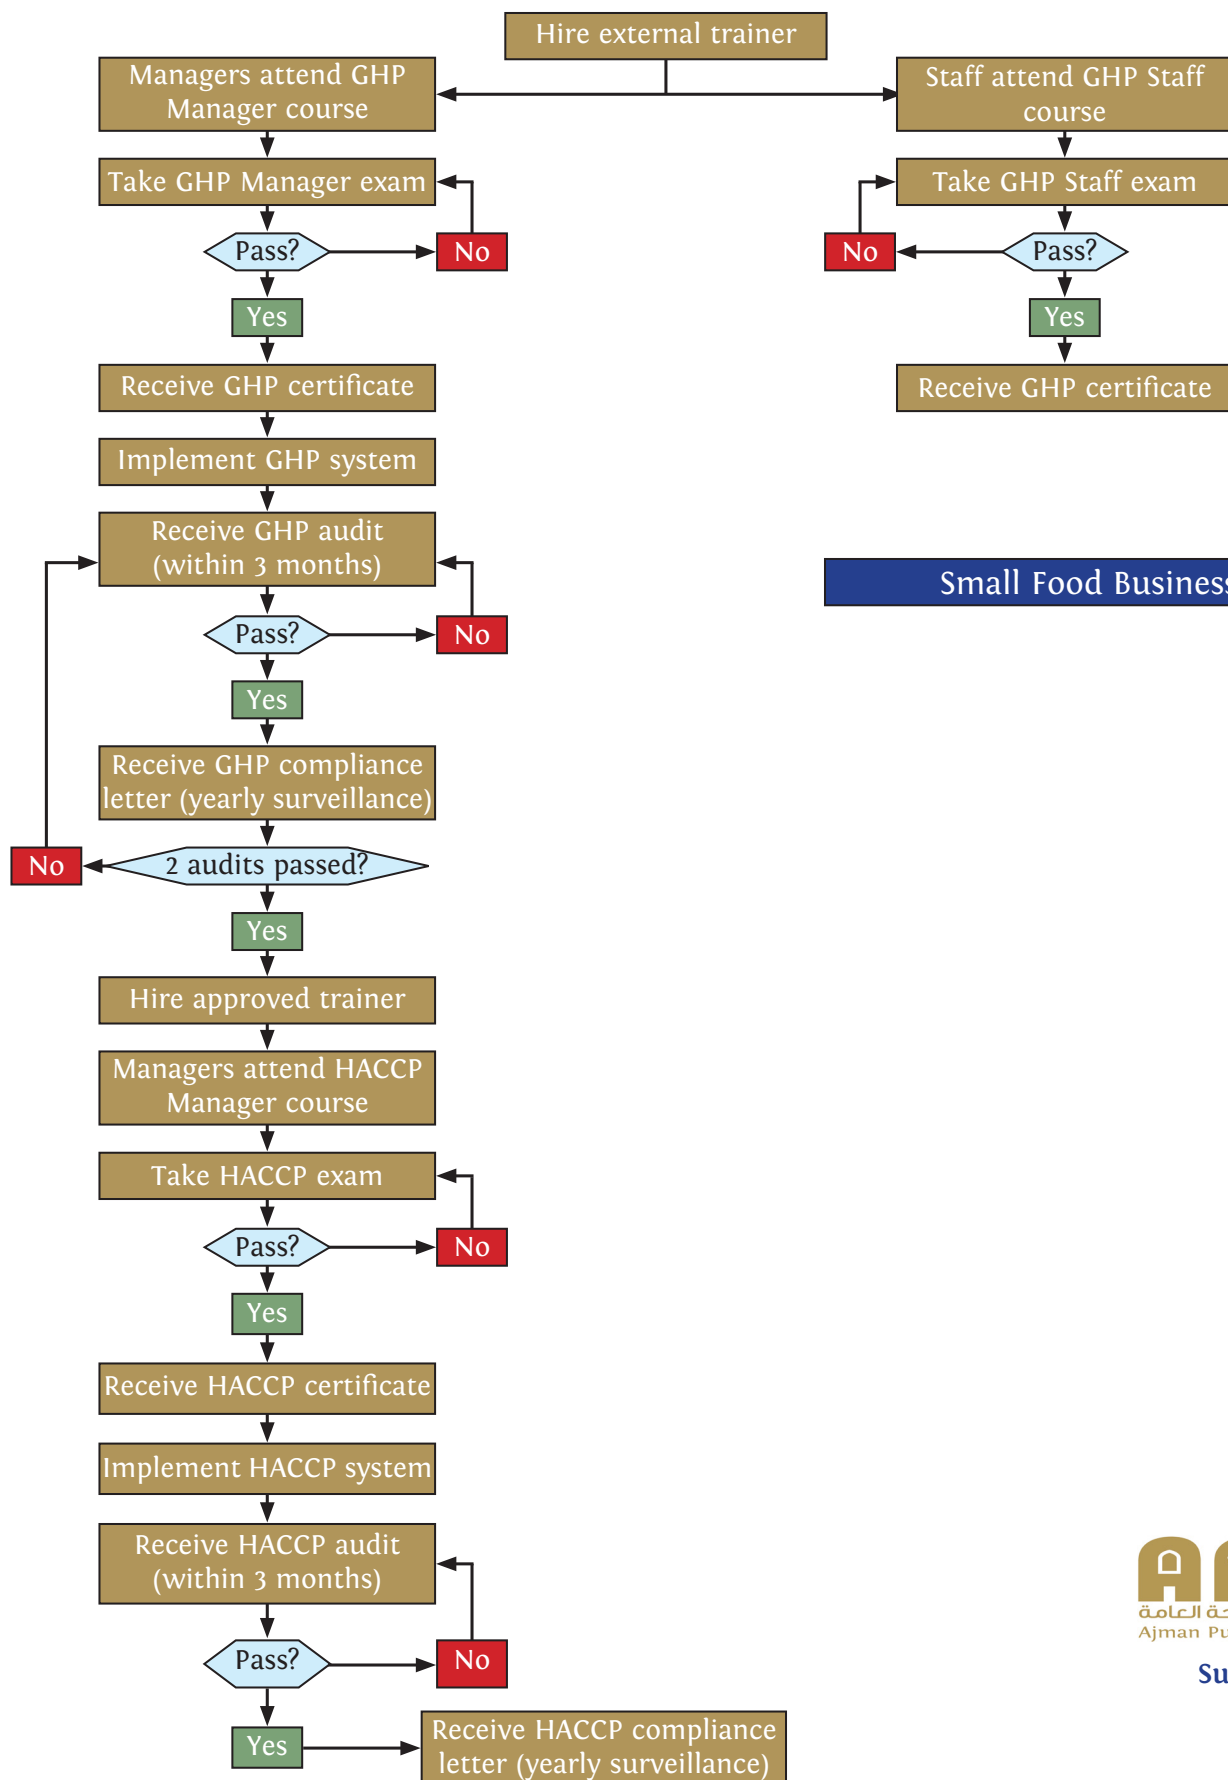 Hire external trainer
Managers attend GHP
Manager course
Take GHP Manager exam
Pass?
No
Yes
Receive GHP certificate
Implement GHP system
Receive GHP audit
(within 3 months)
Pass?
No
Yes
Receive GHP compliance
letter (yearly surveillance)
2 audits passed?
No
Yes
Hire approved trainer
Managers attend HACCP
Manager course
Take HACCP exam
Pass?
No
Yes
Receive HACCP certificate
Implement HACCP system
Receive HACCP audit
(within 3 months)
Pass?
No
Yes
Receive HACCP compliance
letter (yearly surveillance)
Staff attend GHP Staff
course
Take GHP Staff exam
Pass?
No
Yes
Receive GHP certificate
Small Food Business
العامة
Ajman